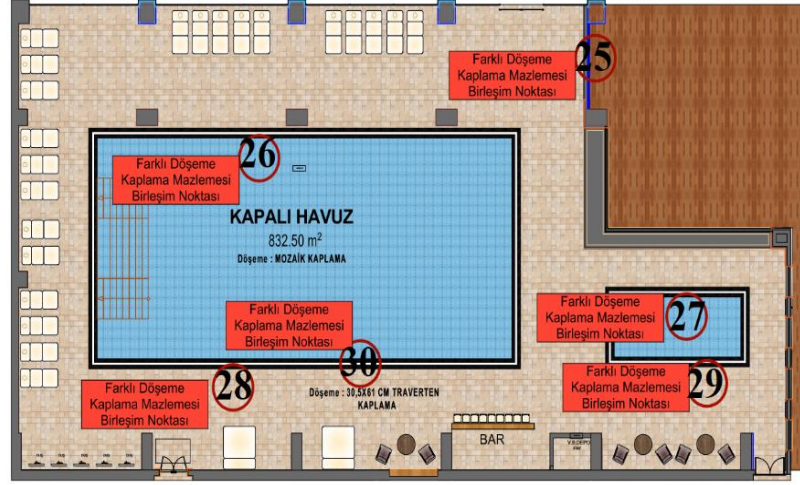 Farklı Döşeme
Kaplama Mazlemesi
Birleşim Noktası
25
Farklı Döşeme
Kaplama Mazlemesi
Birleşim Noktası
26
KAPALI HAVUZ
832.50 m²
Döşeme : MOZAİK KAPLAMA
Farklı Döşeme
Kaplama Mazlemesi
Birleşim Noktası
27
Farklı Döşeme
Kaplama Mazlemesi
Birleşim Noktası
30
Farklı Döşeme
Kaplama Mazlemesi
Birleşim Noktası
28
Döşeme : 30,5X61 CM TRAVERTEN
KAPLAMA
Farklı Döşeme
Kaplama Mazlemesi
Birleşim Noktası
29
BAR